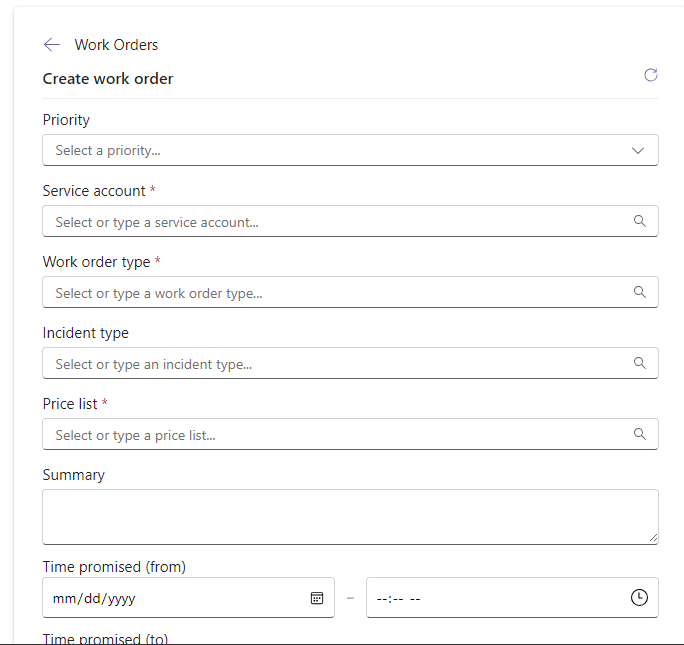 Work Orders
Create work order
Priority
Select a priority...
Service account *
Select or type a service account...
Work order type *
Select or type a work order type...
Incident type
Select or type an incident type...
Price list *
Select or type a price list...
Summary
Time promised (from)
mm/dd/yyyy – --:-- --
Time promised (to)